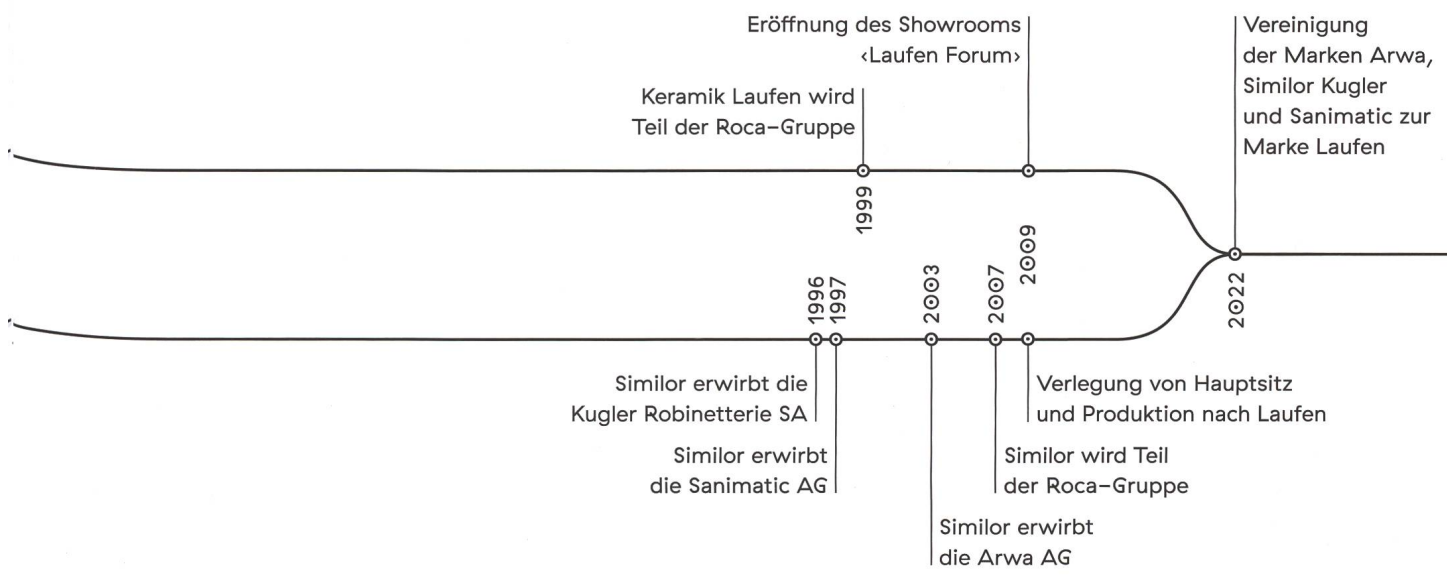 Eröffnung des Showrooms
‹Laufen Forum›
Vereinigung
der Marken Arwa,
Similor Kugler
und Sanimatic zur
Marke Laufen
Keramik Laufen wird
Teil der Roca-Gruppe
1999
2009
2022
1996
1997
2003
2007
Similor erwirbt die
Kugler Robinetterie SA
Verlegung von Hauptsitz
und Produktion nach Laufen
Similor erwirbt
die Sanimatic AG
Similor wird Teil
der Roca-Gruppe
Similor erwirbt
die Arwa AG